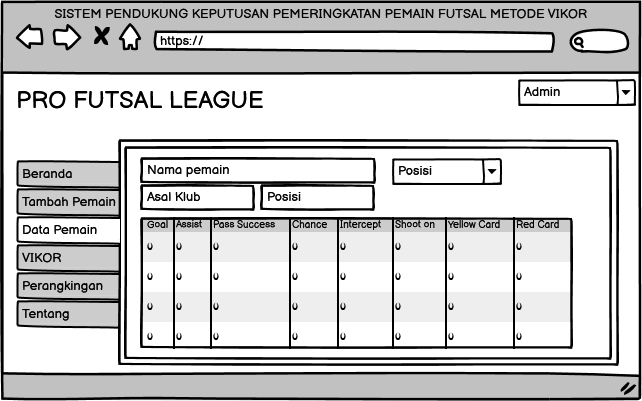 SISTEM PENDUKUNG KEPUTUSAN PEMERINGKATAN PEMAIN FUTSAL METODE VIKOR
https://
PRO FUTSAL LEAGUE
Admin
Beranda
Tambah Pemain
Data Pemain
VIKOR
Perangkingan
Tentang
Nama pemain
Posisi
Asal Klub
Posisi
Goal Assist Pass Success Chance Intercept Shoot on Yellow Card Red Card
0 0 0 0 0 0 0 0
0 0 0 0 0 0 0 0
0 0 0 0 0 0 0 0
0 0 0 0 0 0 0 0